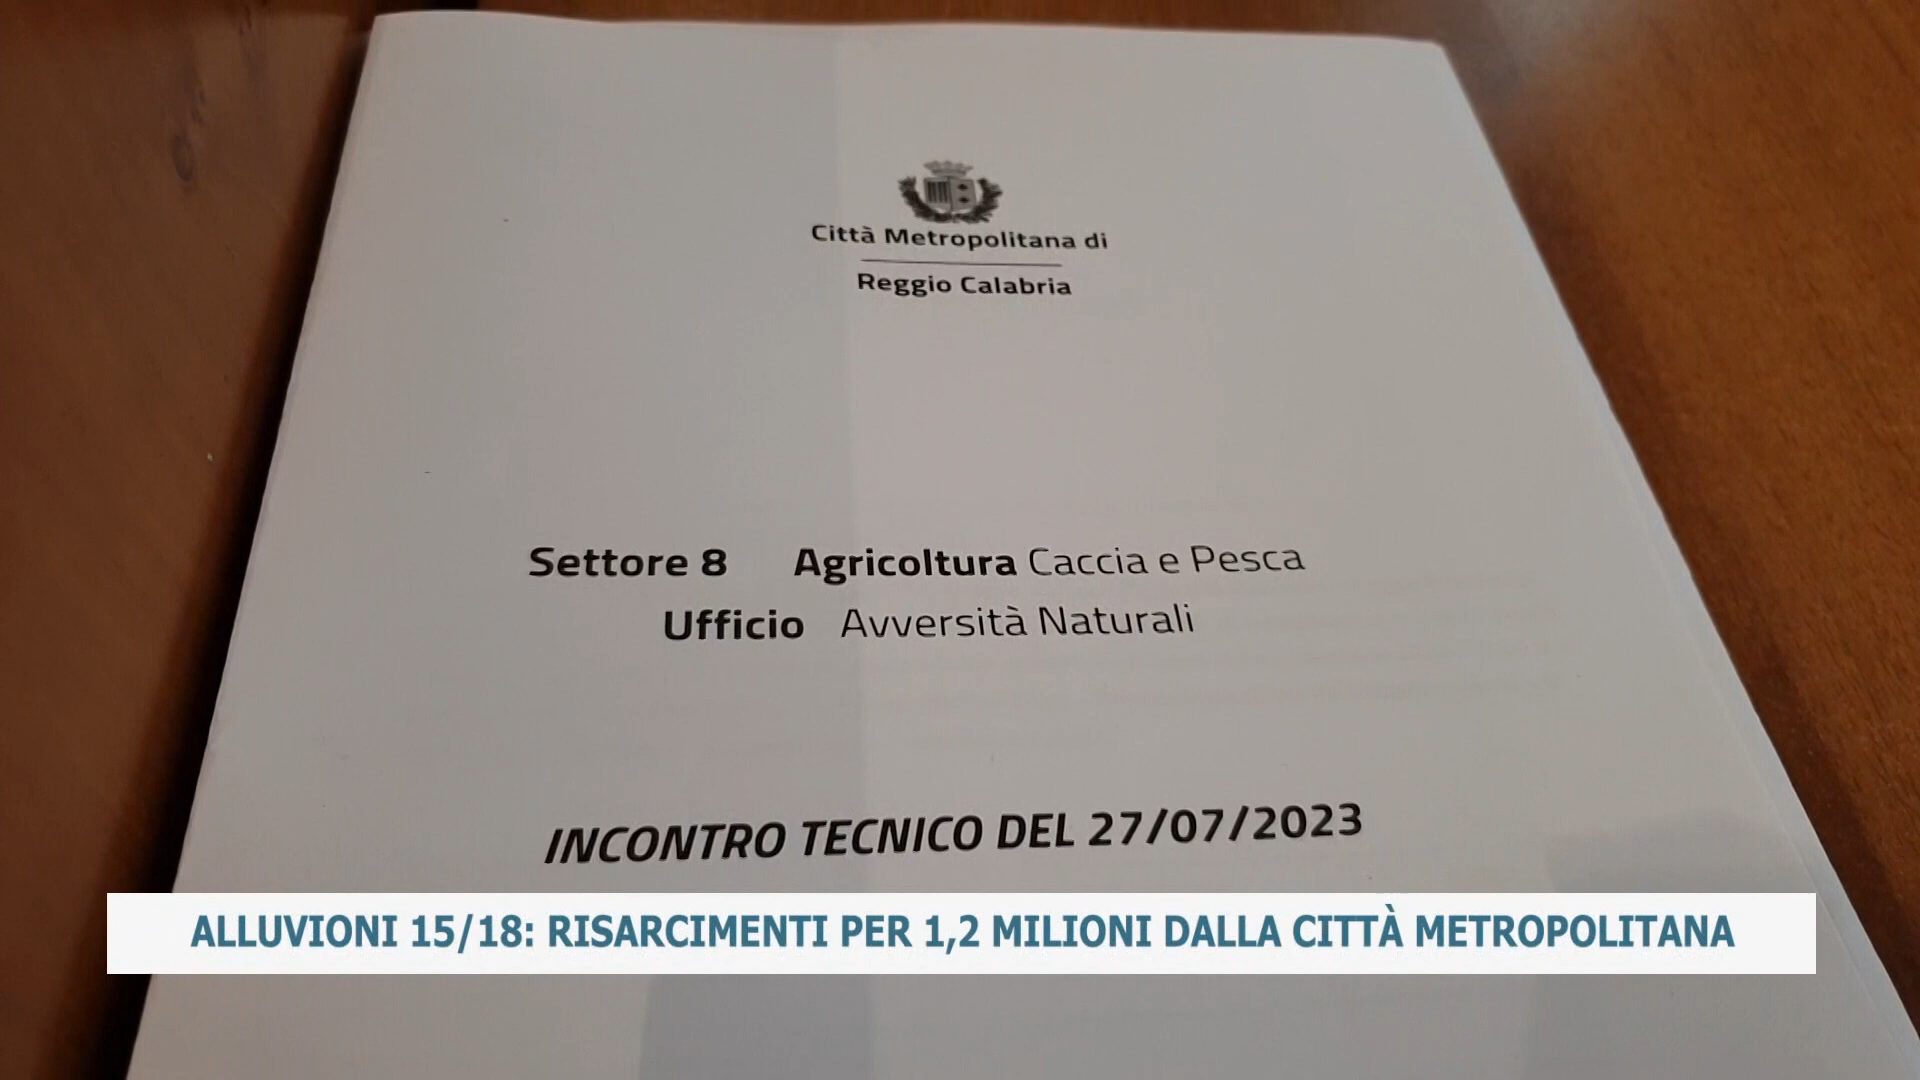 Città Metropolitana di
Reggio Calabria
Settore 8 Agricoltura Caccia e Pesca
Ufficio Avversità Naturali
INCONTRO TECNICO DEL 27/07/2023
ALLUVIONI 15/18: RISARCIMENTI PER 1,2 MILIONI DALLA CITTÀ METROPOLITANA